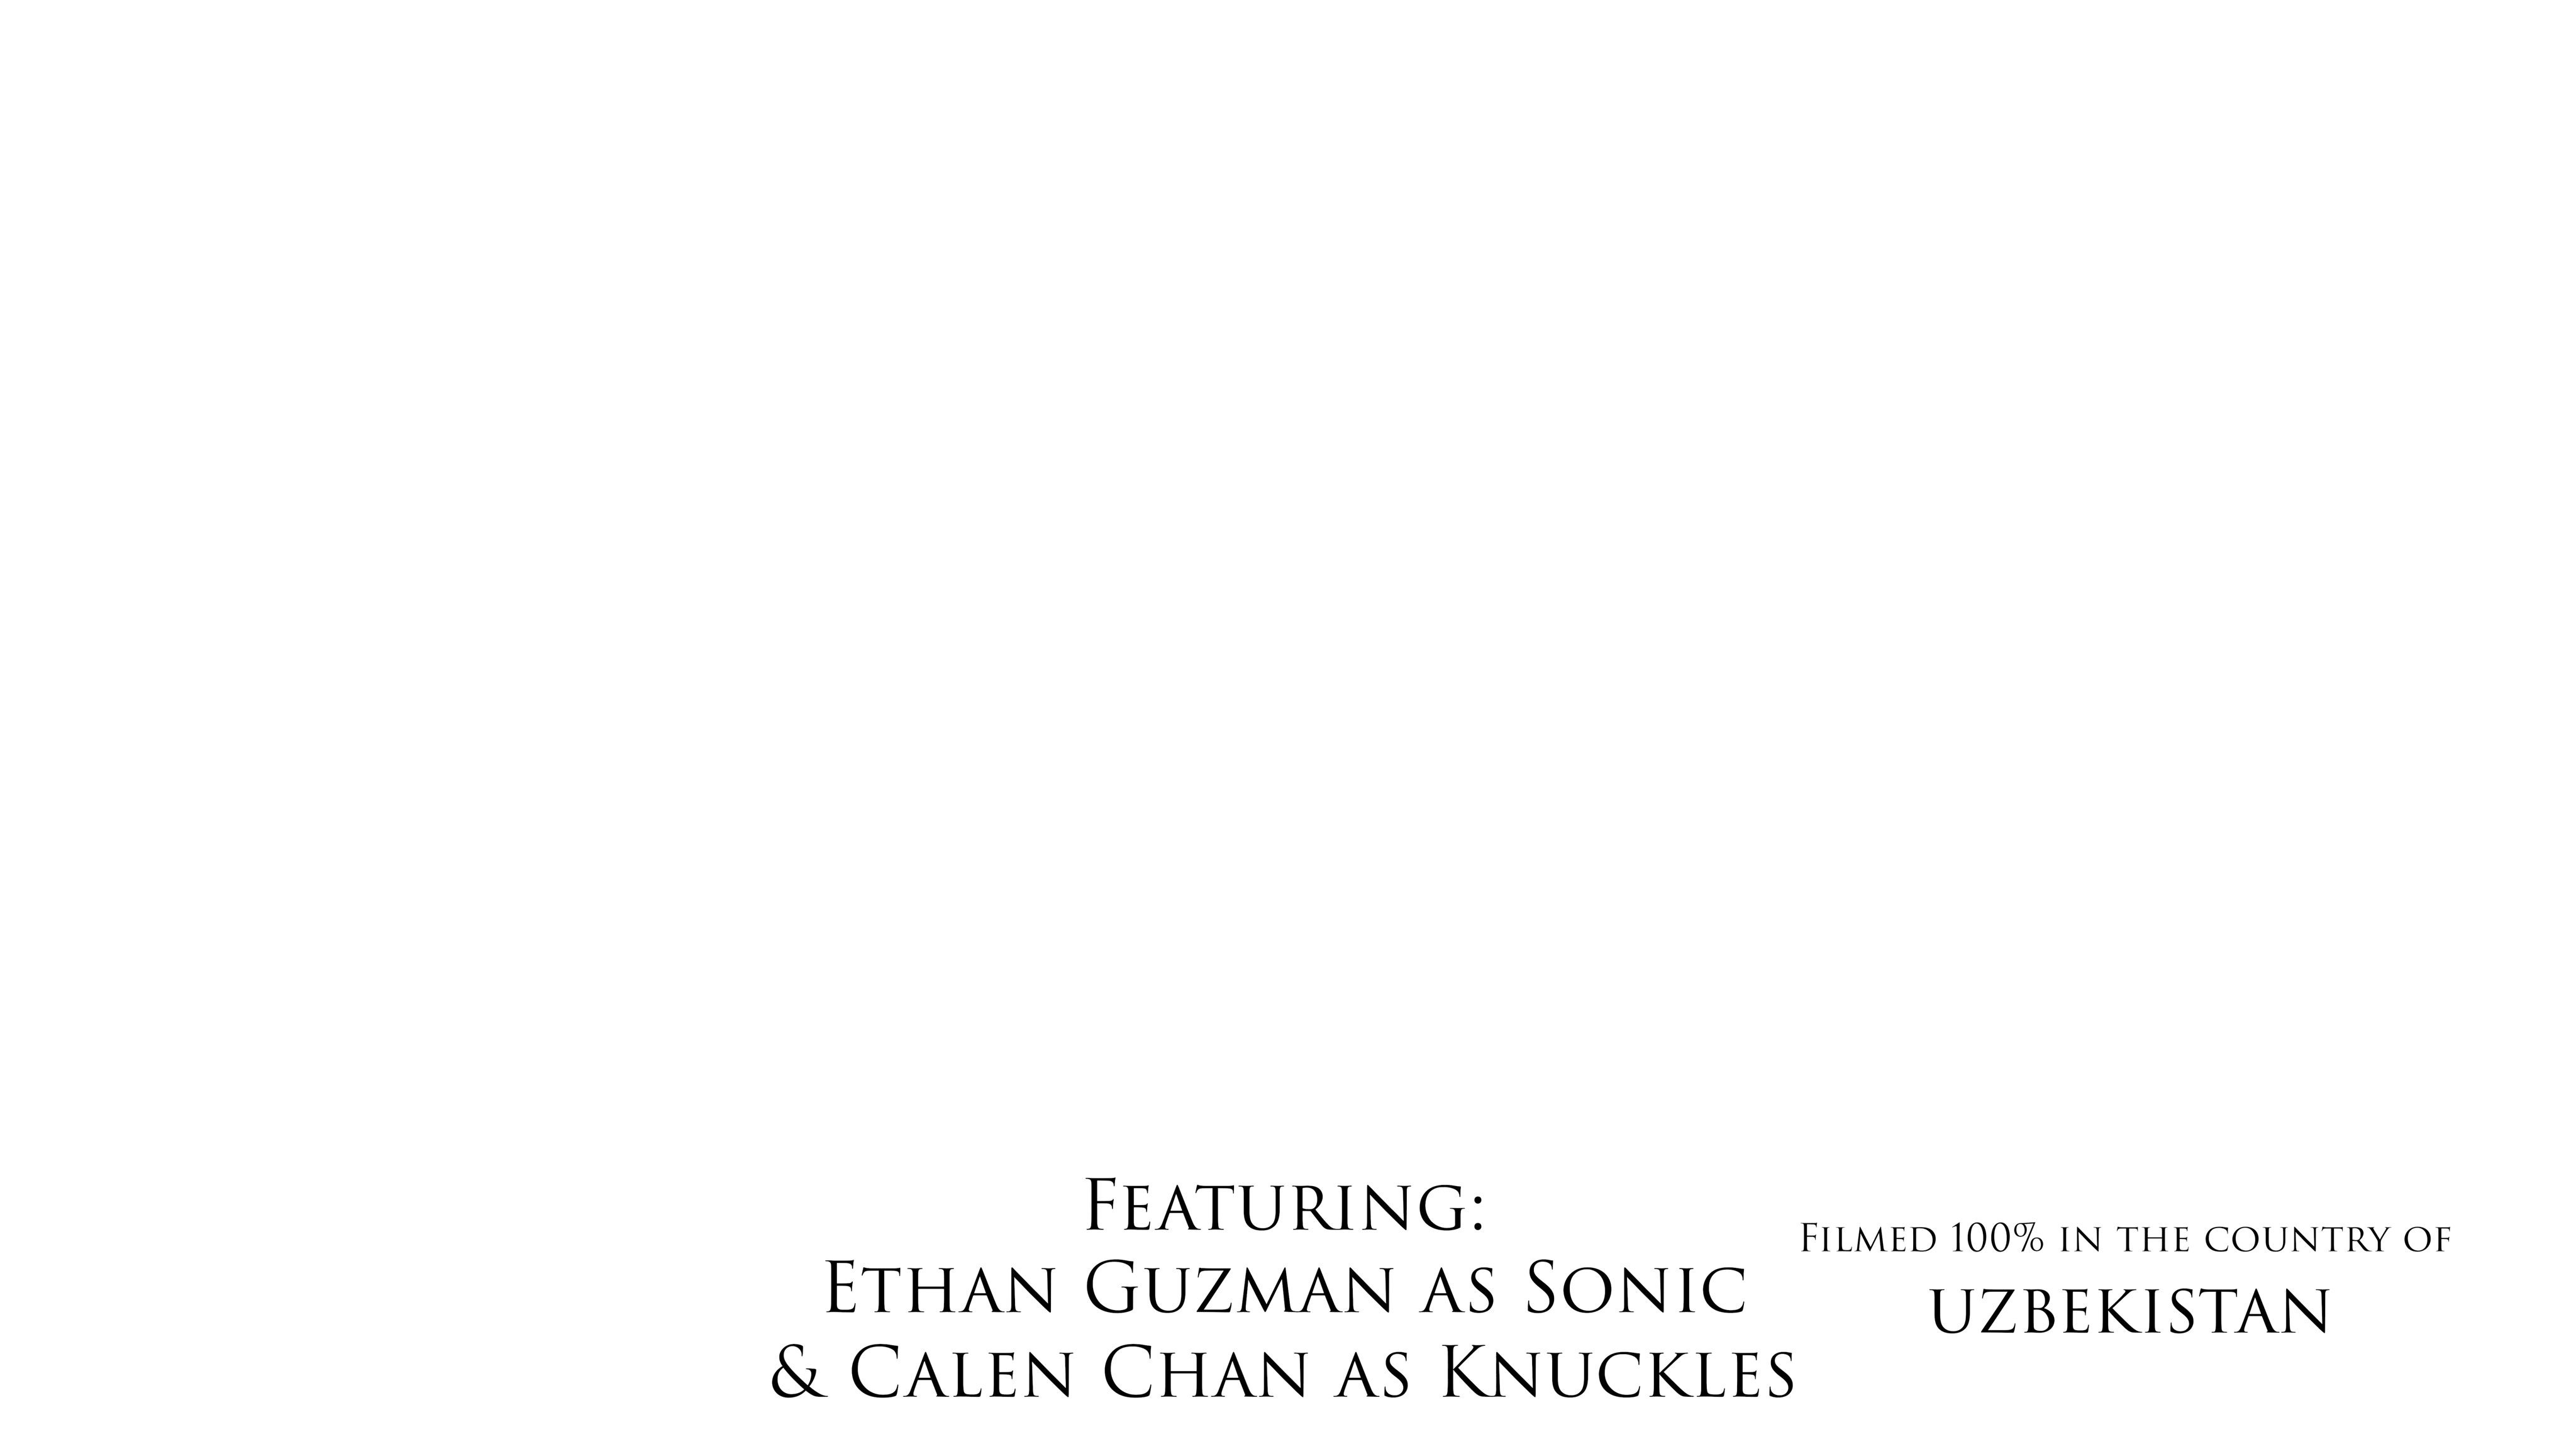 Featuring:
Ethan Guzman as Sonic
& Calen Chan as Knuckles
Filmed 100% in the country of
UZBEKISTAN